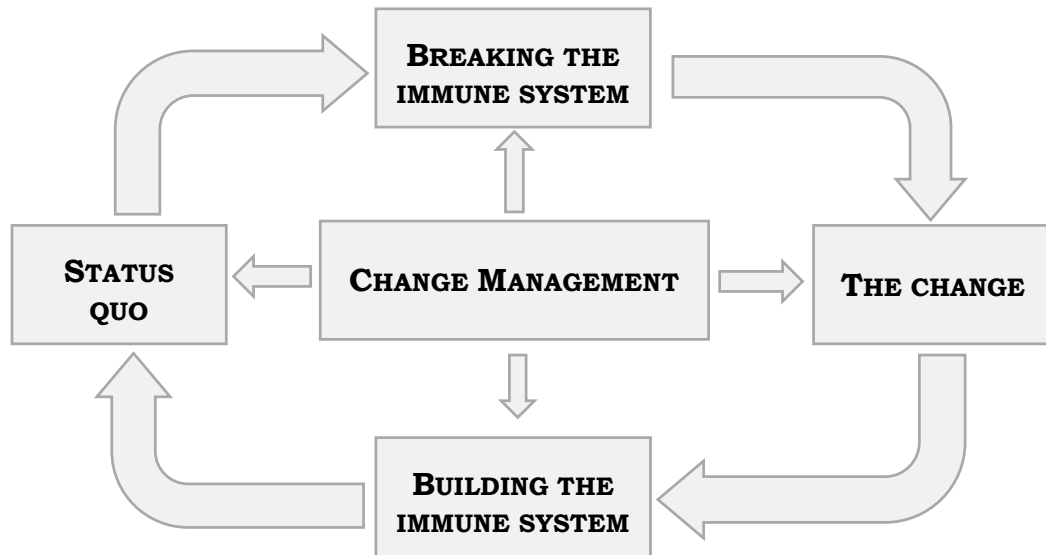 BREAKING THE
IMMUNE SYSTEM
STATUS
QUO
CHANGE MANAGEMENT
THE CHANGE
BUILDING THE
IMMUNE SYSTEM